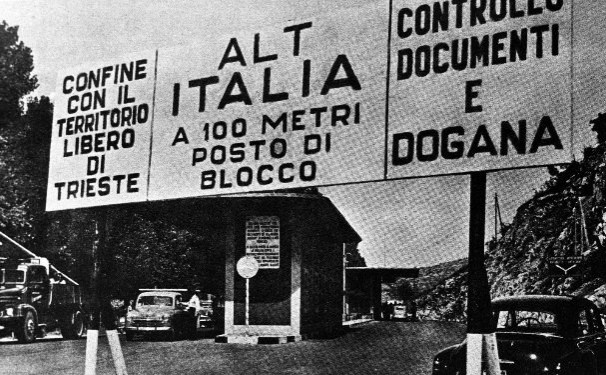 CONFINE
CON IL
TERRITORIO
LIBERO
DI
TRIESTE
ALT
ITALIA
A 100 METRI
POSTO DI
BLOCCO
CONTROLLO
DOCUMENTI
E
DOGANA